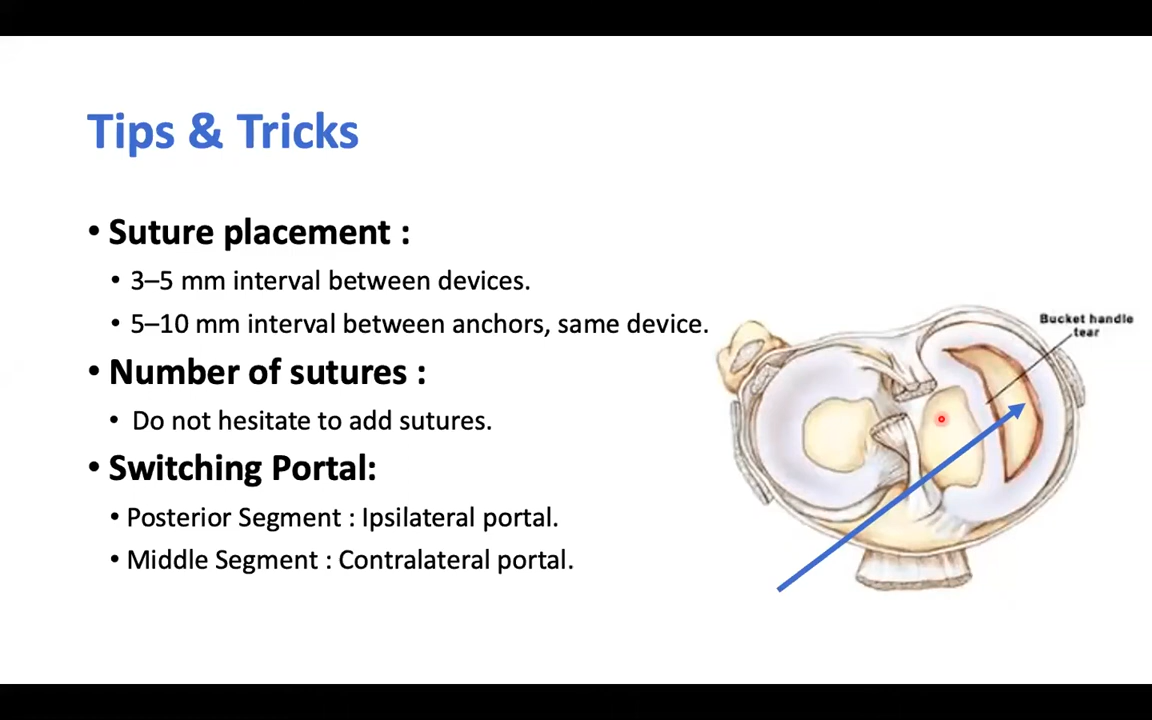 Tips & Tricks
• Suture placement :
• 3–5 mm interval between devices.
• 5–10 mm interval between anchors, same device.
• Number of sutures :
• Do not hesitate to add sutures.
• Switching Portal:
• Posterior Segment : Ipsilateral portal.
• Middle Segment : Contralateral portal.
Bucket handle
tear